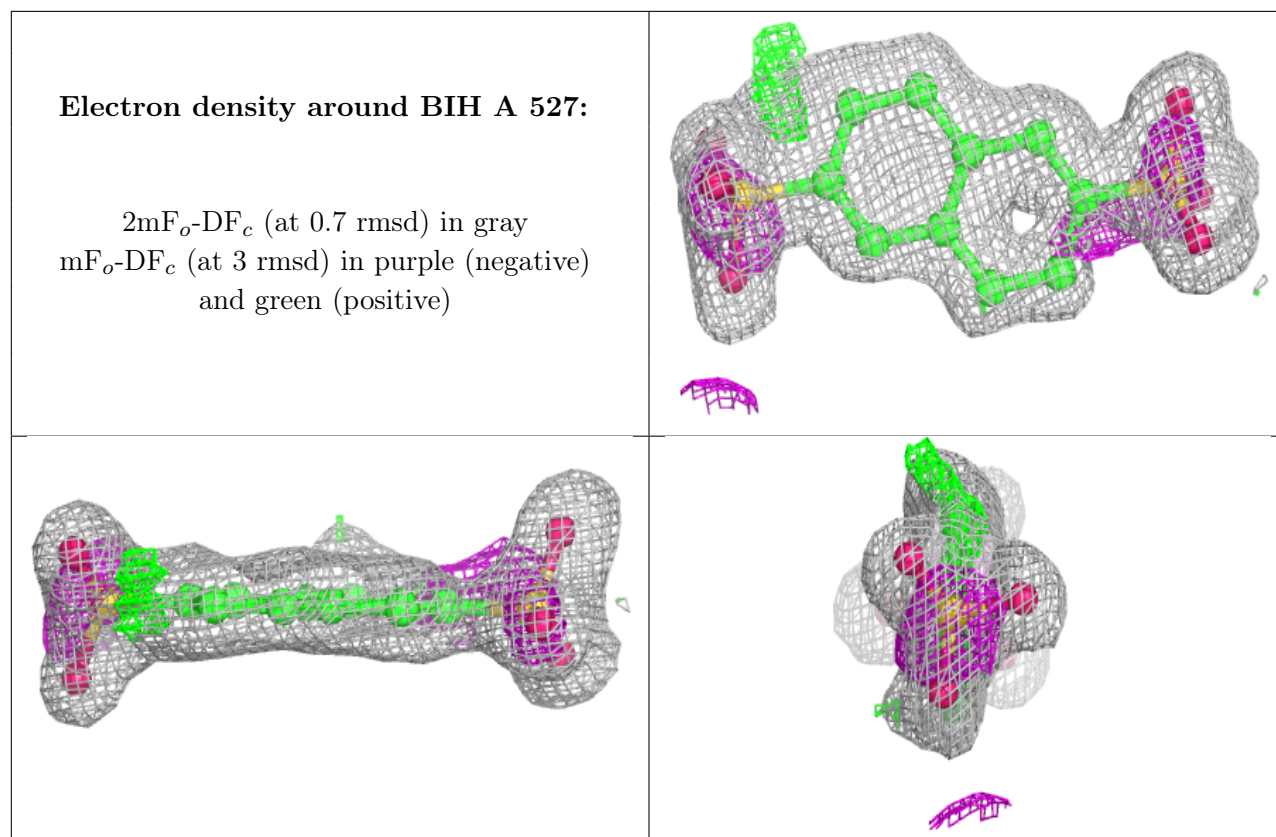 Electron density around BIH A 527:
2mFₒ-DF𝒸 (at 0.7 rmsd) in gray
mFₒ-DF𝒸 (at 3 rmsd) in purple (negative)
and green (positive)